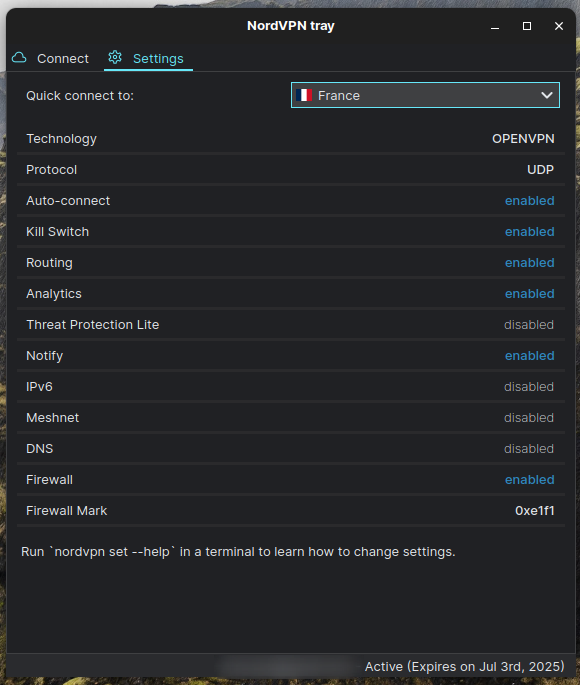 NordVPN tray
Connect Settings
Quick connect to: France
Technology OPENVPN
Protocol UDP
Auto-connect enabled
Kill Switch enabled
Routing enabled
Analytics enabled
Threat Protection Lite disabled
Notify enabled
IPv6 disabled
Meshnet disabled
DNS disabled
Firewall enabled
Firewall Mark 0xe1f1
Run `nordvpn set --help` in a terminal to learn how to change settings.
Active (Expires on Jul 3rd, 2025)